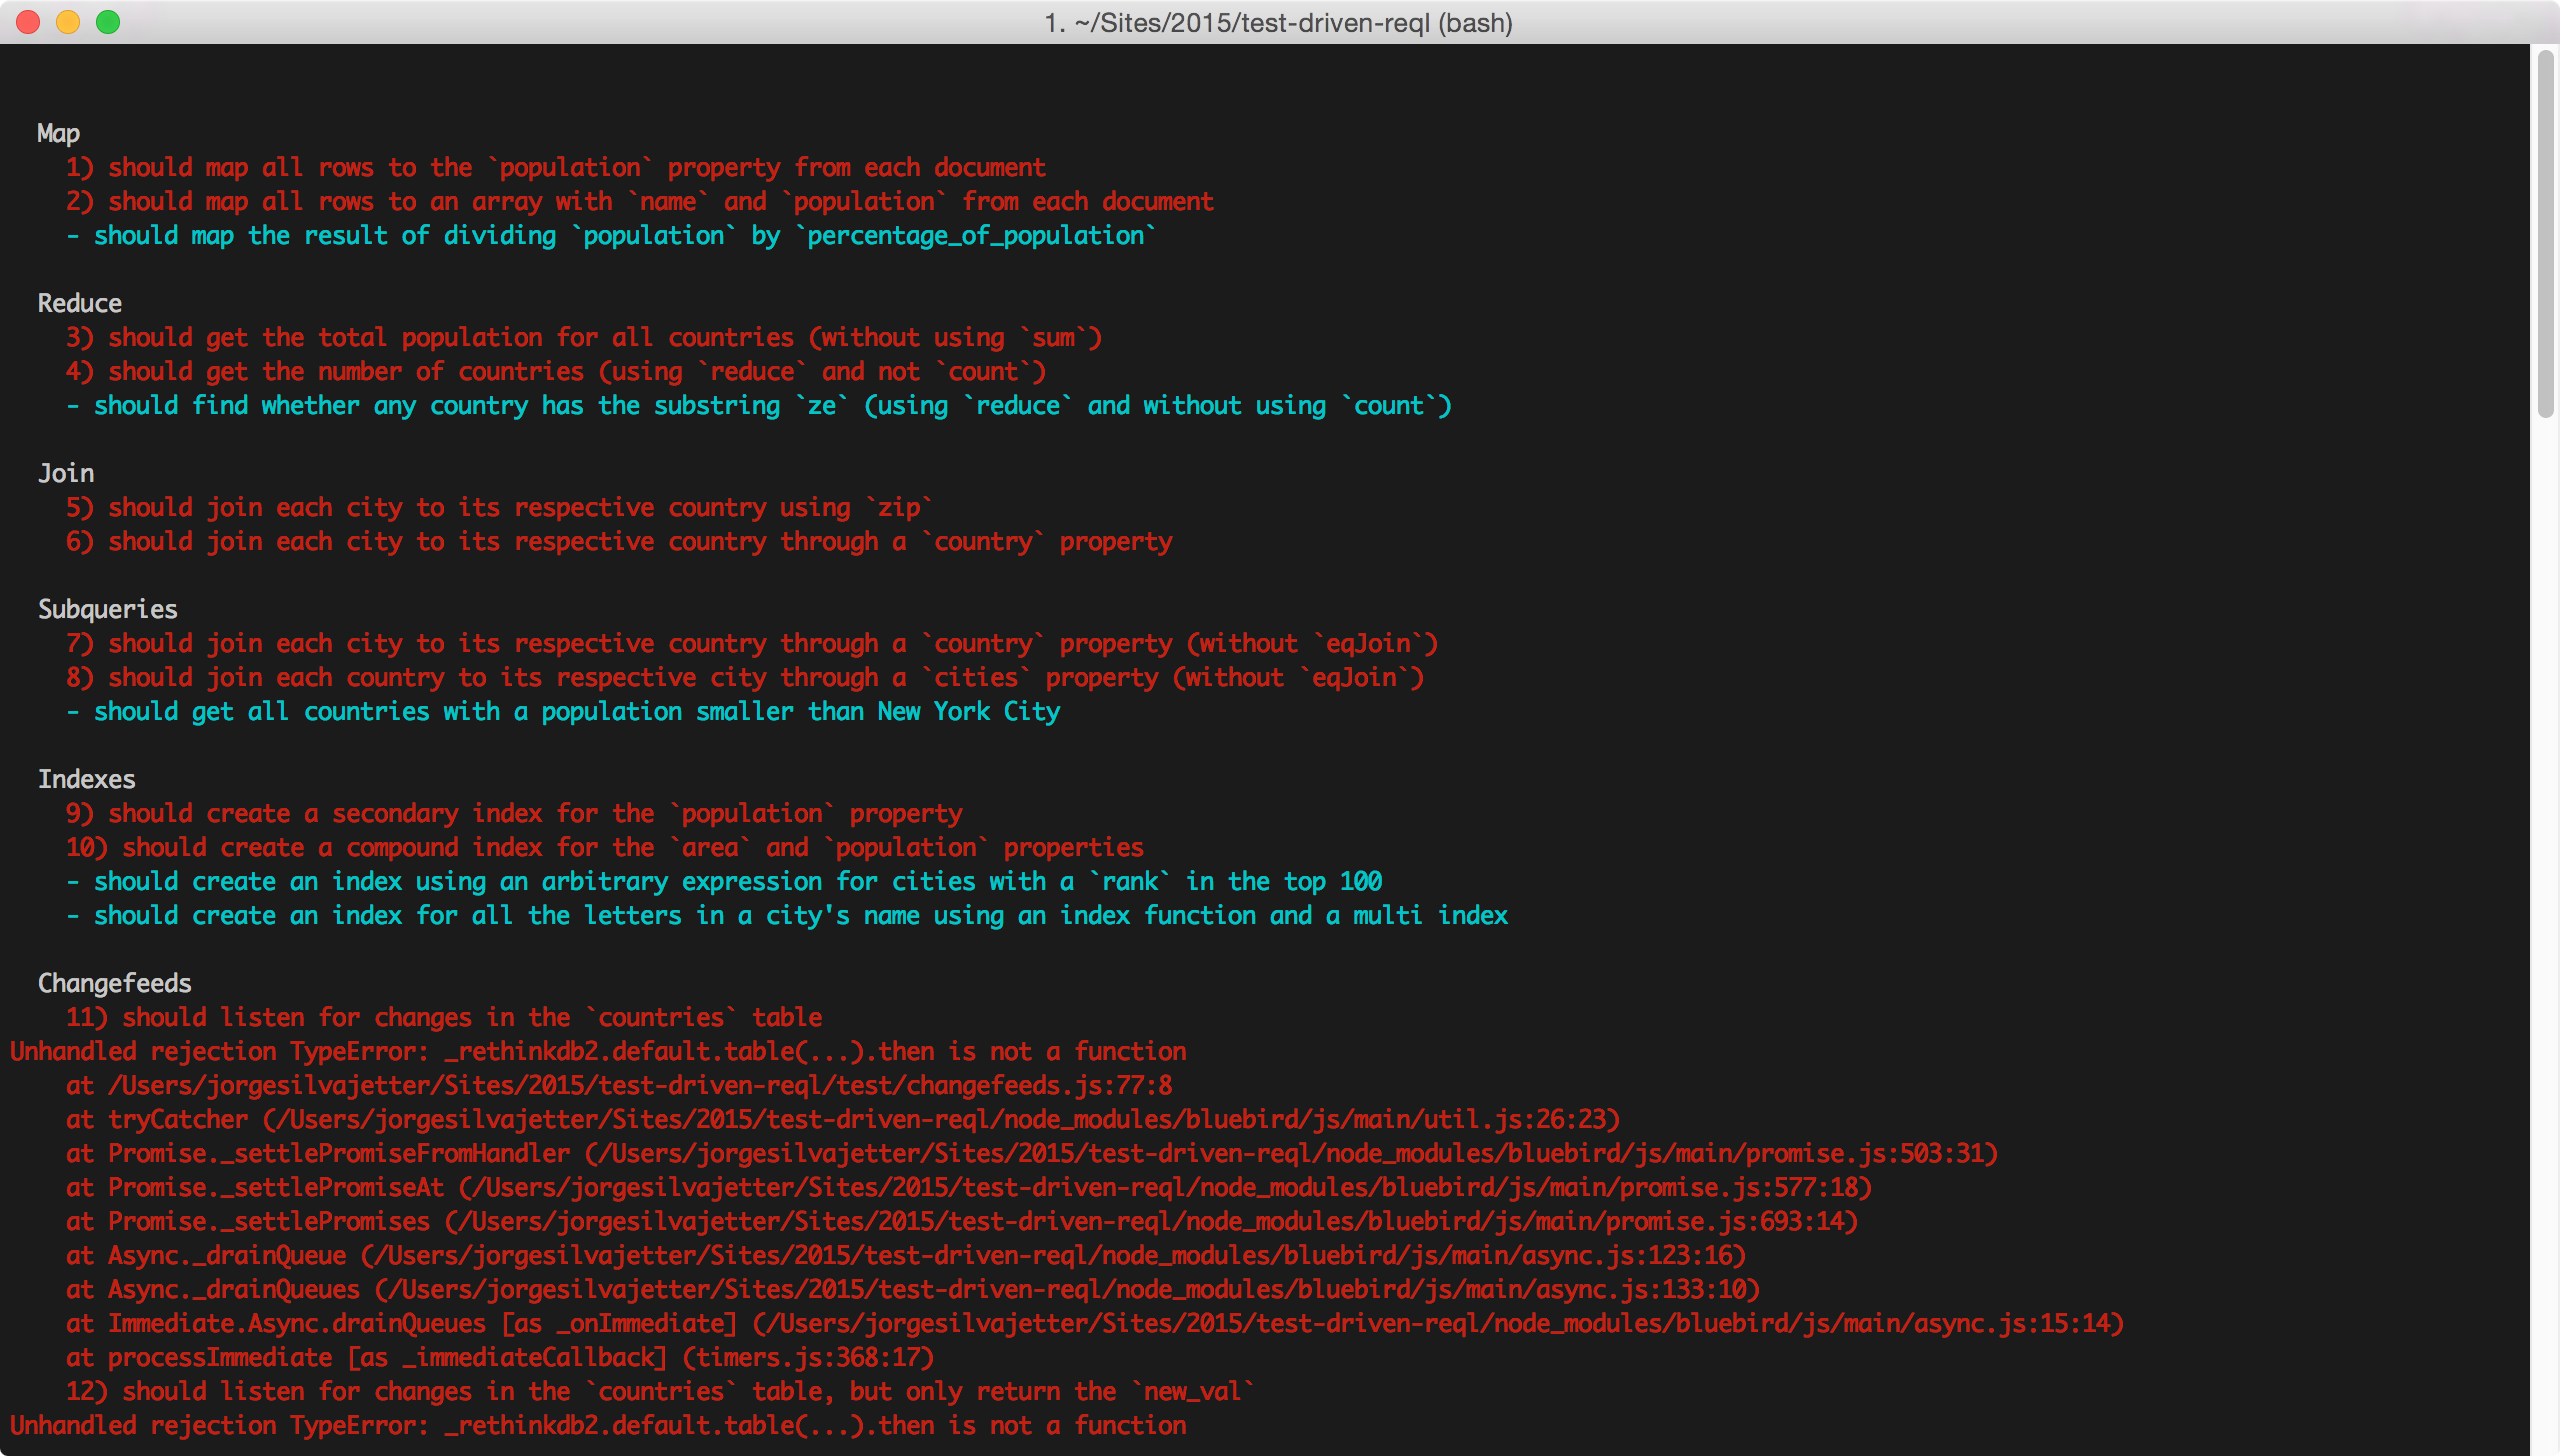 1. ~/Sites/2015/test-driven-reql (bash)
Map
1) should map all rows to the `population` property from each document
2) should map all rows to an array with `name` and `population` from each document
- should map the result of dividing `population` by `percentage_of_population`
Reduce
3) should get the total population for all countries (without using `sum`)
4) should get the number of countries (using `reduce` and not `count`)
- should find whether any country has the substring `ze` (using `reduce` and without using `count`)
Join
5) should join each city to its respective country using `zip`
6) should join each city to its respective country through a `country` property
Subqueries
7) should join each city to its respective country through a `country` property (without `eqJoin`)
8) should join each country to its respective city through a `cities` property (without `eqJoin`)
- should get all countries with a population smaller than New York City
Indexes
9) should create a secondary index for the `population` property
10) should create a compound index for the `area` and `population` properties
- should create an index using an arbitrary expression for cities with a `rank` in the top 100
- should create an index for all the letters in a city's name using an index function and a multi index
Changefeeds
11) should listen for changes in the `countries` table
Unhandled rejection TypeError: _rethinkdb2.default.table(...).then is not a function
at /Users/jorgesilvajetter/Sites/2015/test-driven-reql/test/changefeeds.js:77:8
at tryCatcher (/Users/jorgesilvajetter/Sites/2015/test-driven-reql/node_modules/bluebird/js/main/util.js:26:23)
at Promise._settlePromiseFromHandler (/Users/jorgesilvajetter/Sites/2015/test-driven-reql/node_modules/bluebird/js/main/promise.js:503:31)
at Promise._settlePromiseAt (/Users/jorgesilvajetter/Sites/2015/test-driven-reql/node_modules/bluebird/js/main/promise.js:577:18)
at Promise._settlePromises (/Users/jorgesilvajetter/Sites/2015/test-driven-reql/node_modules/bluebird/js/main/promise.js:693:14)
at Async._drainQueue (/Users/jorgesilvajetter/Sites/2015/test-driven-reql/node_modules/bluebird/js/main/async.js:123:16)
at Async._drainQueues (/Users/jorgesilvajetter/Sites/2015/test-driven-reql/node_modules/bluebird/js/main/async.js:133:10)
at Immediate.Async.drainQueues [as _onImmediate] (/Users/jorgesilvajetter/Sites/2015/test-driven-reql/node_modules/bluebird/js/main/async.js:15:14)
at processImmediate [as _immediateCallback] (timers.js:368:17)
12) should listen for changes in the `countries` table, but only return the `new_val`
Unhandled rejection TypeError: _rethinkdb2.default.table(...).then is not a function